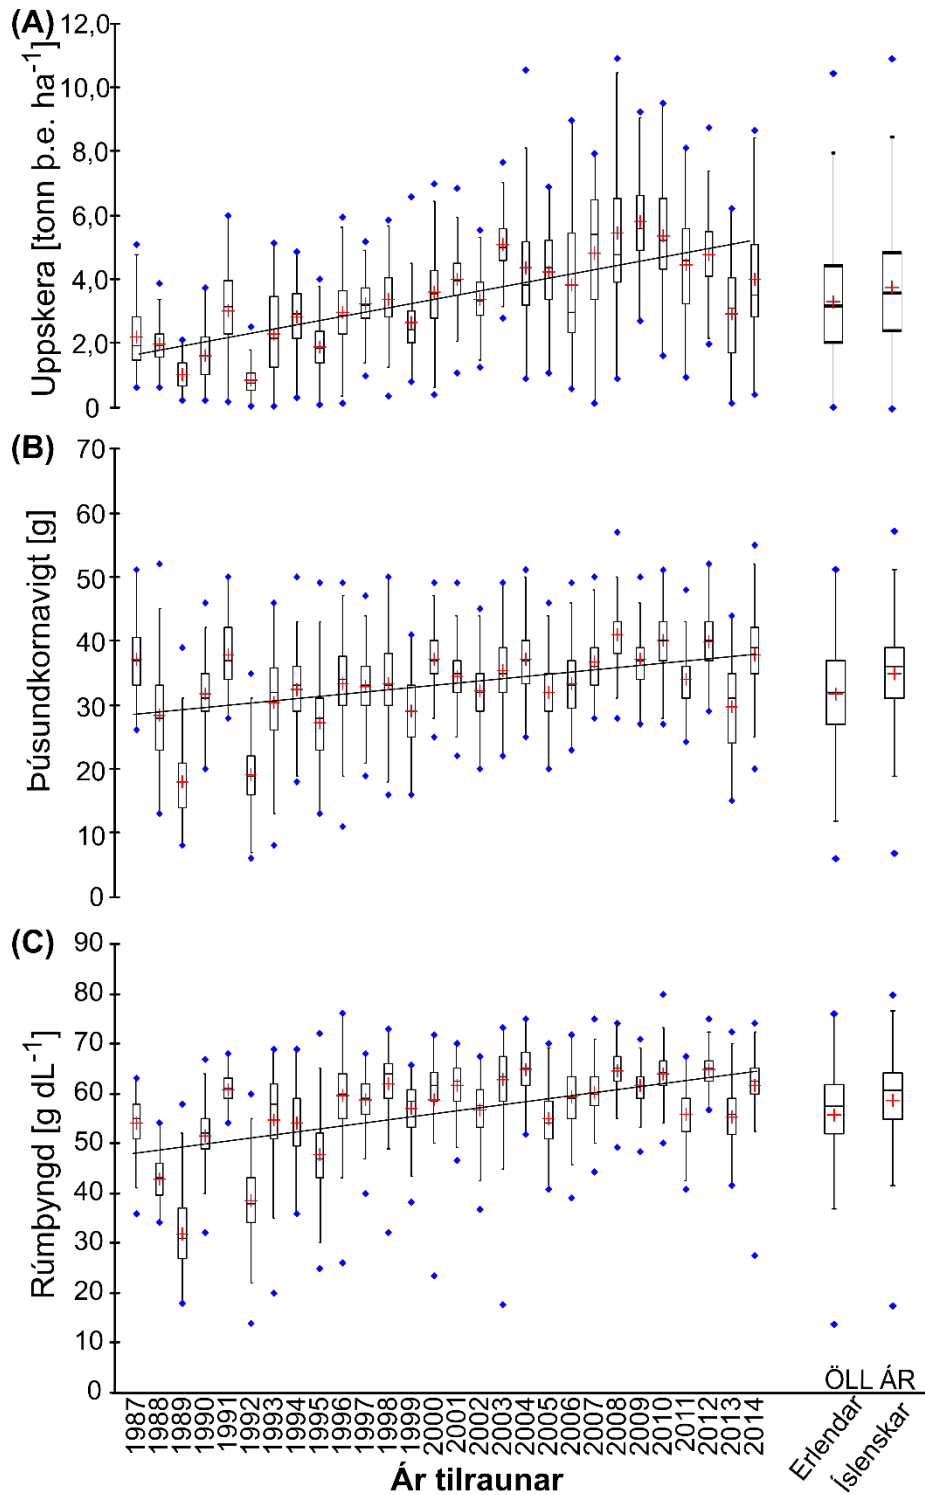 (A)
Uppskera [tonn þ.e. ha⁻¹]
12,0
10,0
8,0
6,0
4,0
2,0
0
(B)
Þúsundkornavigt [g]
70
60
50
40
30
20
10
0
(C)
Rúmþyngd [g dL⁻¹]
90
80
70
60
50
40
30
20
10
0
1987 1988 1989 1990 1991 1992 1993 1994 1995 1996 1997 1998 1999 2000 2001 2002 2003 2004 2005 2006 2007 2008 2009 2010 2011 2012 2013 2014
ÖLL ÁR
Erlendar
Íslenskar
Ár tilraunar